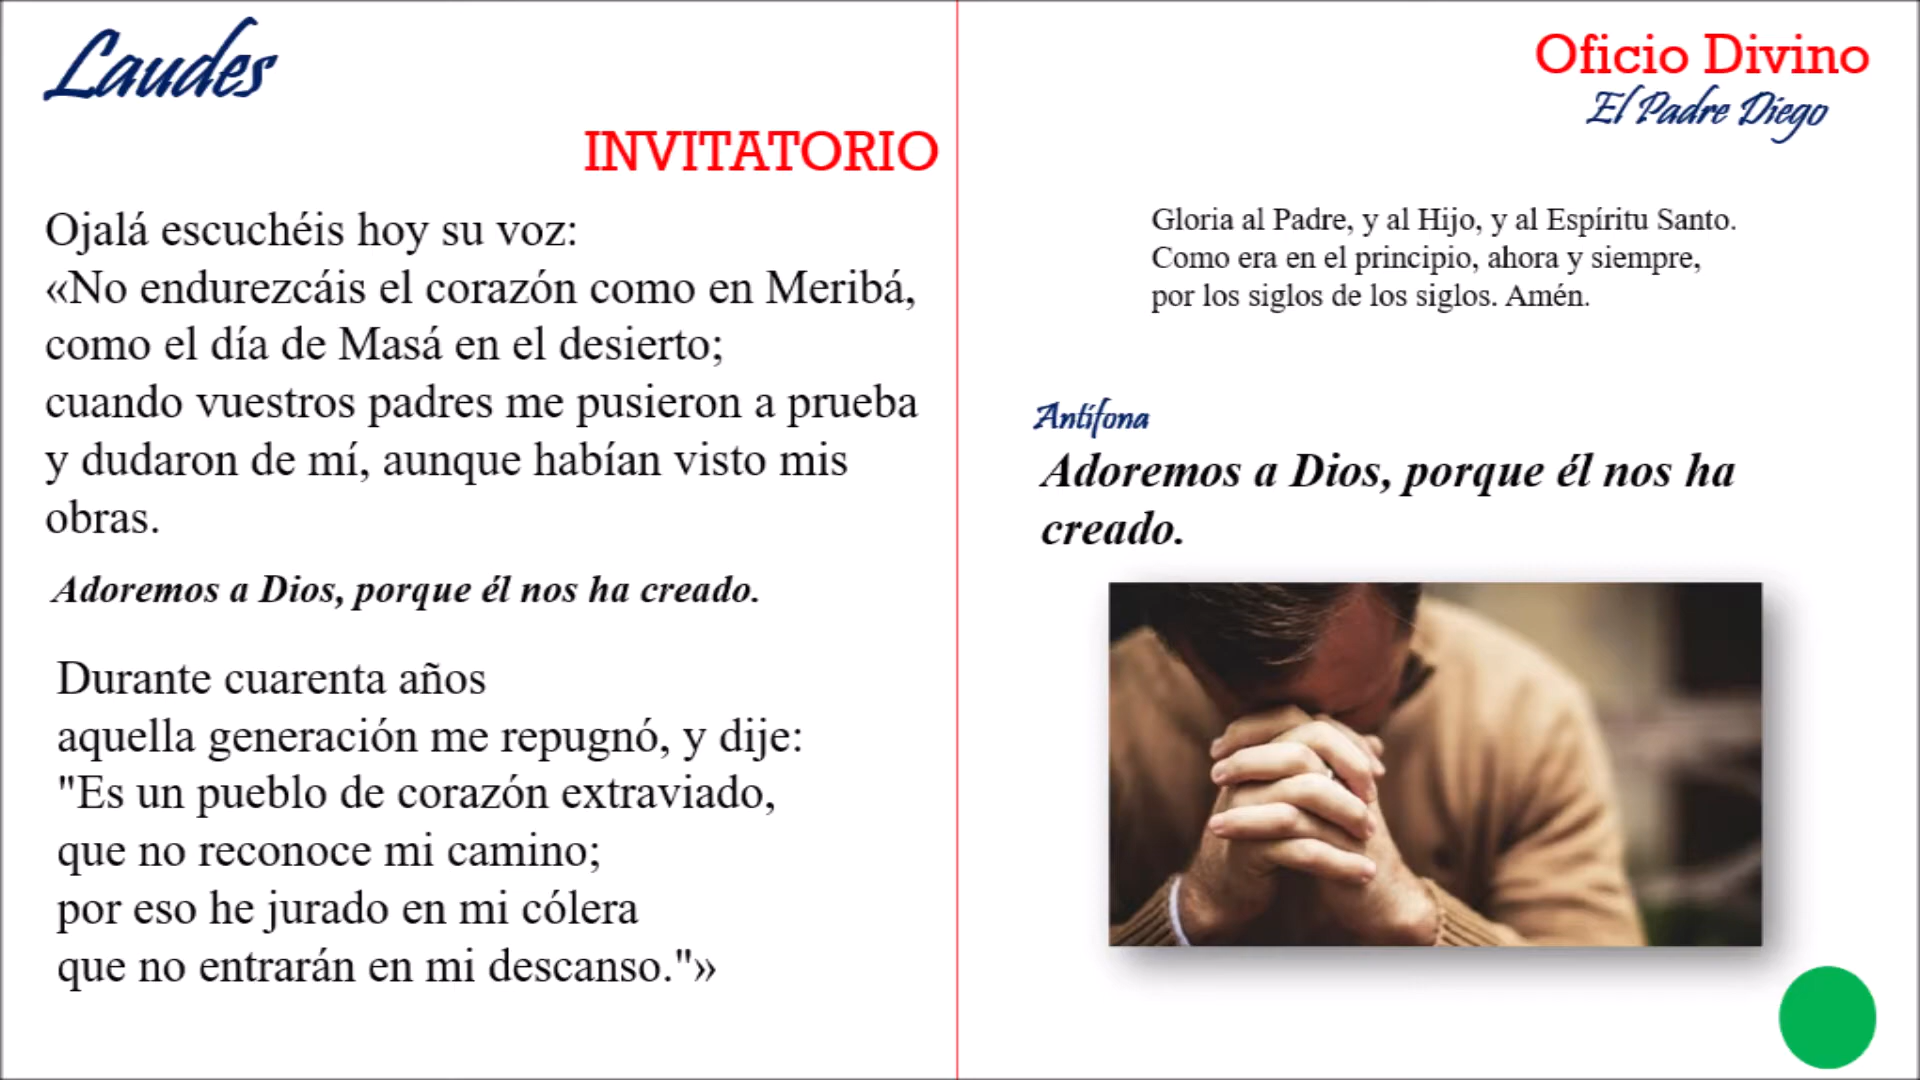 Laudes
INVITATORIO
Ojalá escuchéis hoy su voz:
«No endurezcáis el corazón como en Meribá,
como el día de Masá en el desierto;
cuando vuestros padres me pusieron a prueba
y dudaron de mí, aunque habían visto mis
obras.
Adoremos a Dios, porque él nos ha creado.
Durante cuarenta años
aquella generación me repugnó, y dije:
"Es un pueblo de corazón extraviado,
que no reconoce mi camino;
por eso he jurado en mi cólera
que no entrarán en mi descanso."»
Oficio Divino
El Padre Diego
Gloria al Padre, y al Hijo, y al Espíritu Santo.
Como era en el principio, ahora y siempre,
por los siglos de los siglos. Amén.
Antífona
Adoremos a Dios, porque él nos ha
creado.